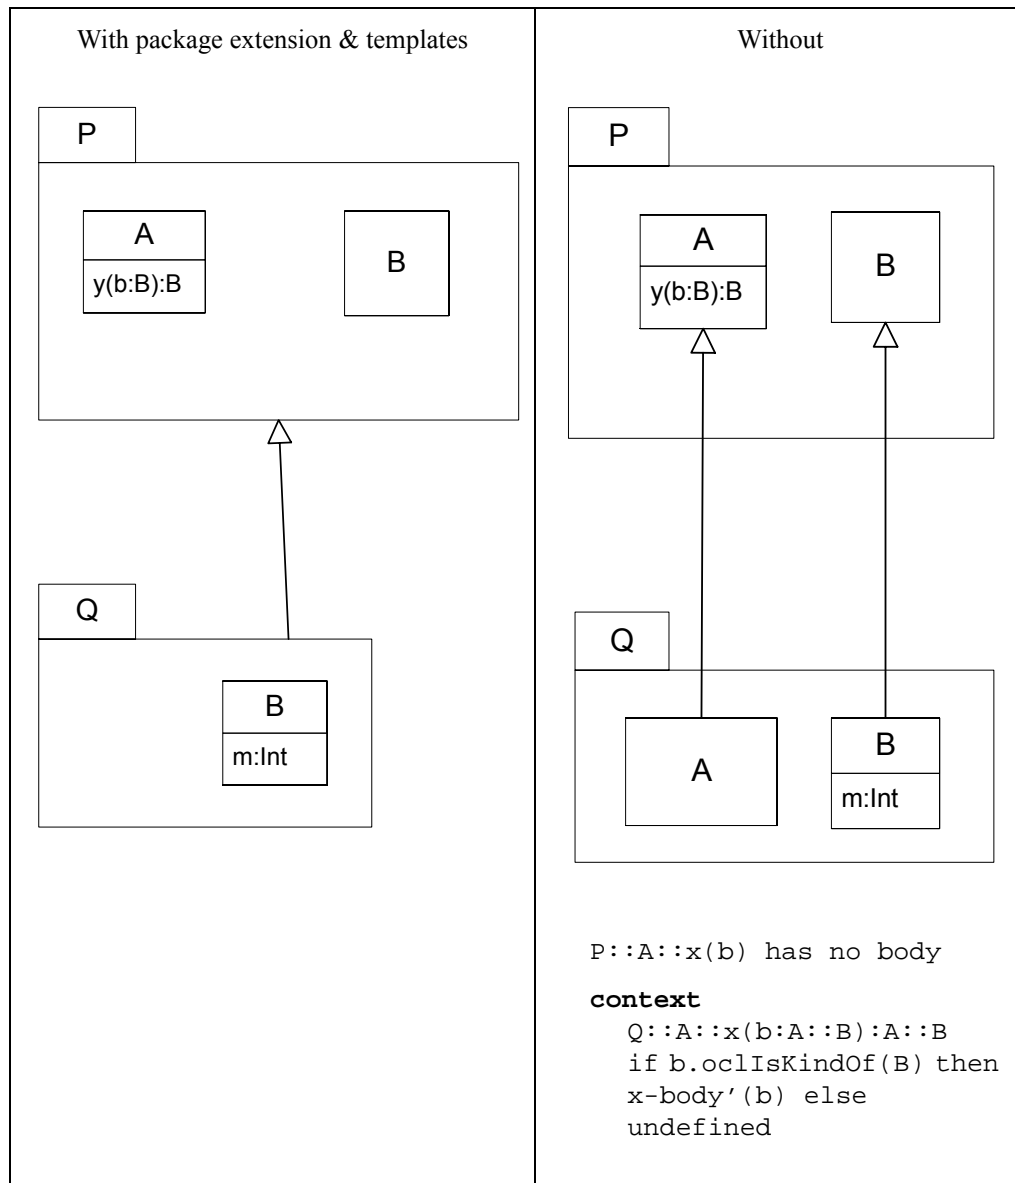 With package extension & templates
P
A
y(b:B):B
B
Q
B
m:Int
Without
P
A
y(b:B):B
B
Q
A
B
m:Int
P::A::x(b) has no body
context
Q::A::x(b:A::B):A::B
if b.oclIsKindOf(B) then
x-body’(b) else
undefined